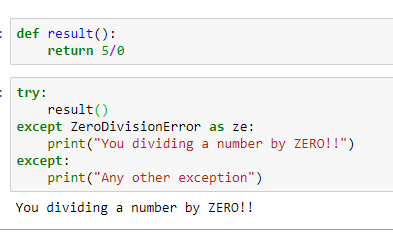 def result():
    return 5/0
try:
    result()
except ZeroDivisionError as ze:
    print("You dividing a number by ZERO!!")
except:
    print("Any other exception")
You dividing a number by ZERO!!